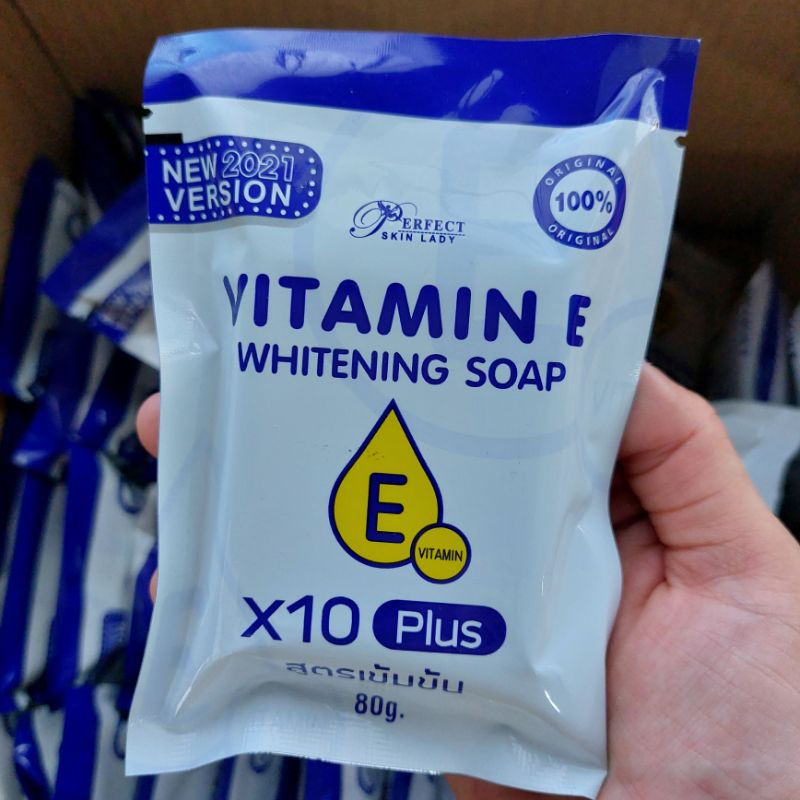 NEW 2021
VERSION
PERFECT
SKIN LADY
ORIGINAL
100%
ORIGINAL
VITAMIN E
WHITENING SOAP
E
VITAMIN
X10 Plus
สูตรเข้มข้น
80g.